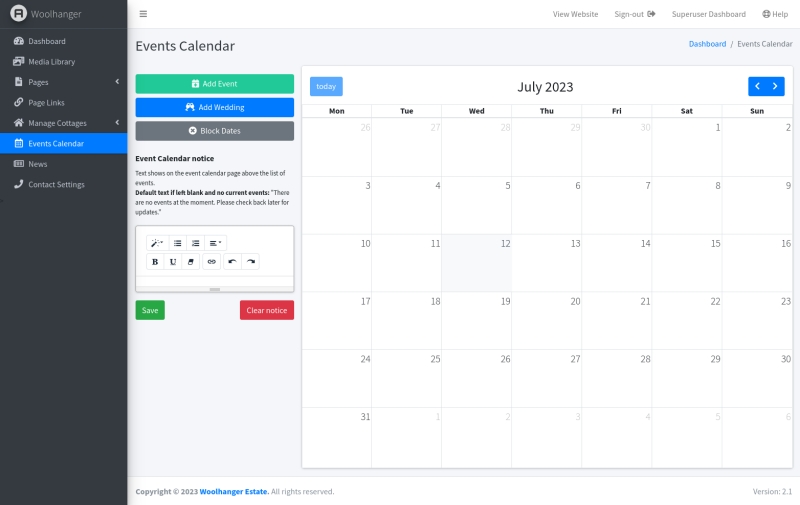 Woolhanger
Dashboard
Media Library
Pages
Page Links
Manage Cottages
Events Calendar
News
Contact Settings
View Website Sign-out Superuser Dashboard Help
Events Calendar
Dashboard / Events Calendar
Add Event
Add Wedding
Block Dates
Event Calendar notice
Text shows on the event calendar page above the list of
events.
Default text if left blank and no current events: "There
are no events at the moment. Please check back later for
updates."
B U
Save Clear notice
today July 2023
Mon Tue Wed Thu Fri Sat Sun
26 27 28 29 30 1 2
3 4 5 6 7 8 9
10 11 12 13 14 15 16
17 18 19 20 21 22 23
24 25 26 27 28 29 30
31 1 2 3 4 5 6
Copyright © 2023 Woolhanger Estate. All rights reserved.
Version: 2.1